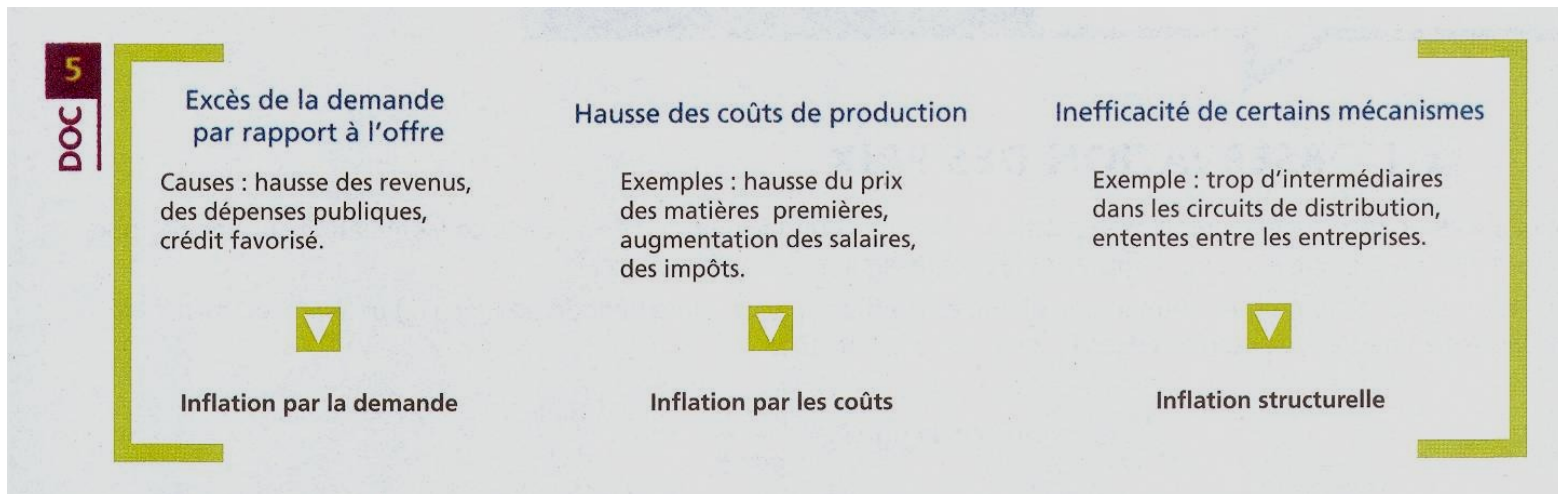 DOC 5
Excès de la demande
par rapport à l'offre
Causes : hausse des revenus,
des dépenses publiques,
crédit favorisé.
Inflation par la demande
Hausse des coûts de production
Exemples : hausse du prix
des matières premières,
augmentation des salaires,
des impôts.
Inflation par les coûts
Inefficacité de certains mécanismes
Exemple : trop d'intermédiaires
dans les circuits de distribution,
ententes entre les entreprises.
Inflation structurelle